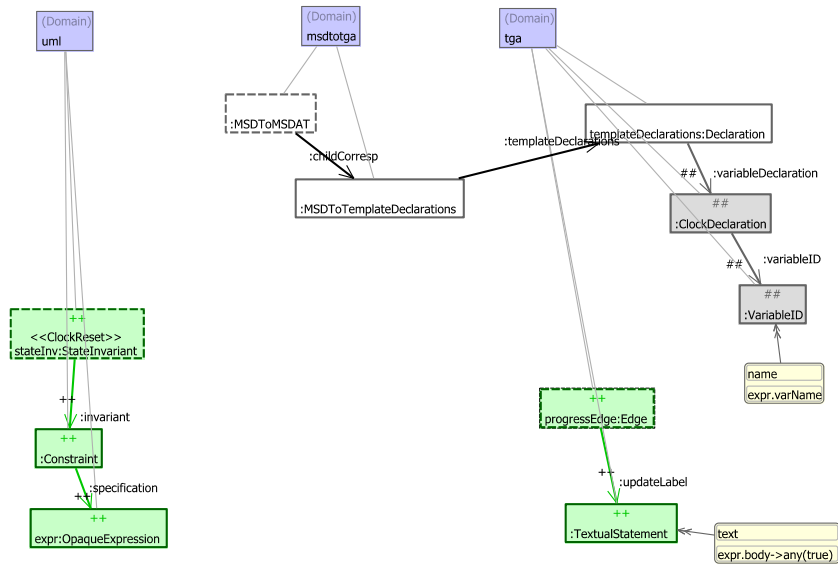 (Domain)
uml
(Domain)
msdtotga
(Domain)
tga
:MSDToMSDAT
:childCorresp
:MSDToTemplateDeclarations
:templateDeclarations
templateDeclarations:Declaration
##
:variableDeclaration
##
:ClockDeclaration
##
:variableID
##
:VariableID
name
expr.varName
++
<<ClockReset>>
stateInv:StateInvariant
++
:invariant
++
:Constraint
++
:specification
++
expr:OpaqueExpression
++
progressEdge:Edge
++
:updateLabel
++
:TextualStatement
text
expr.body->any(true)